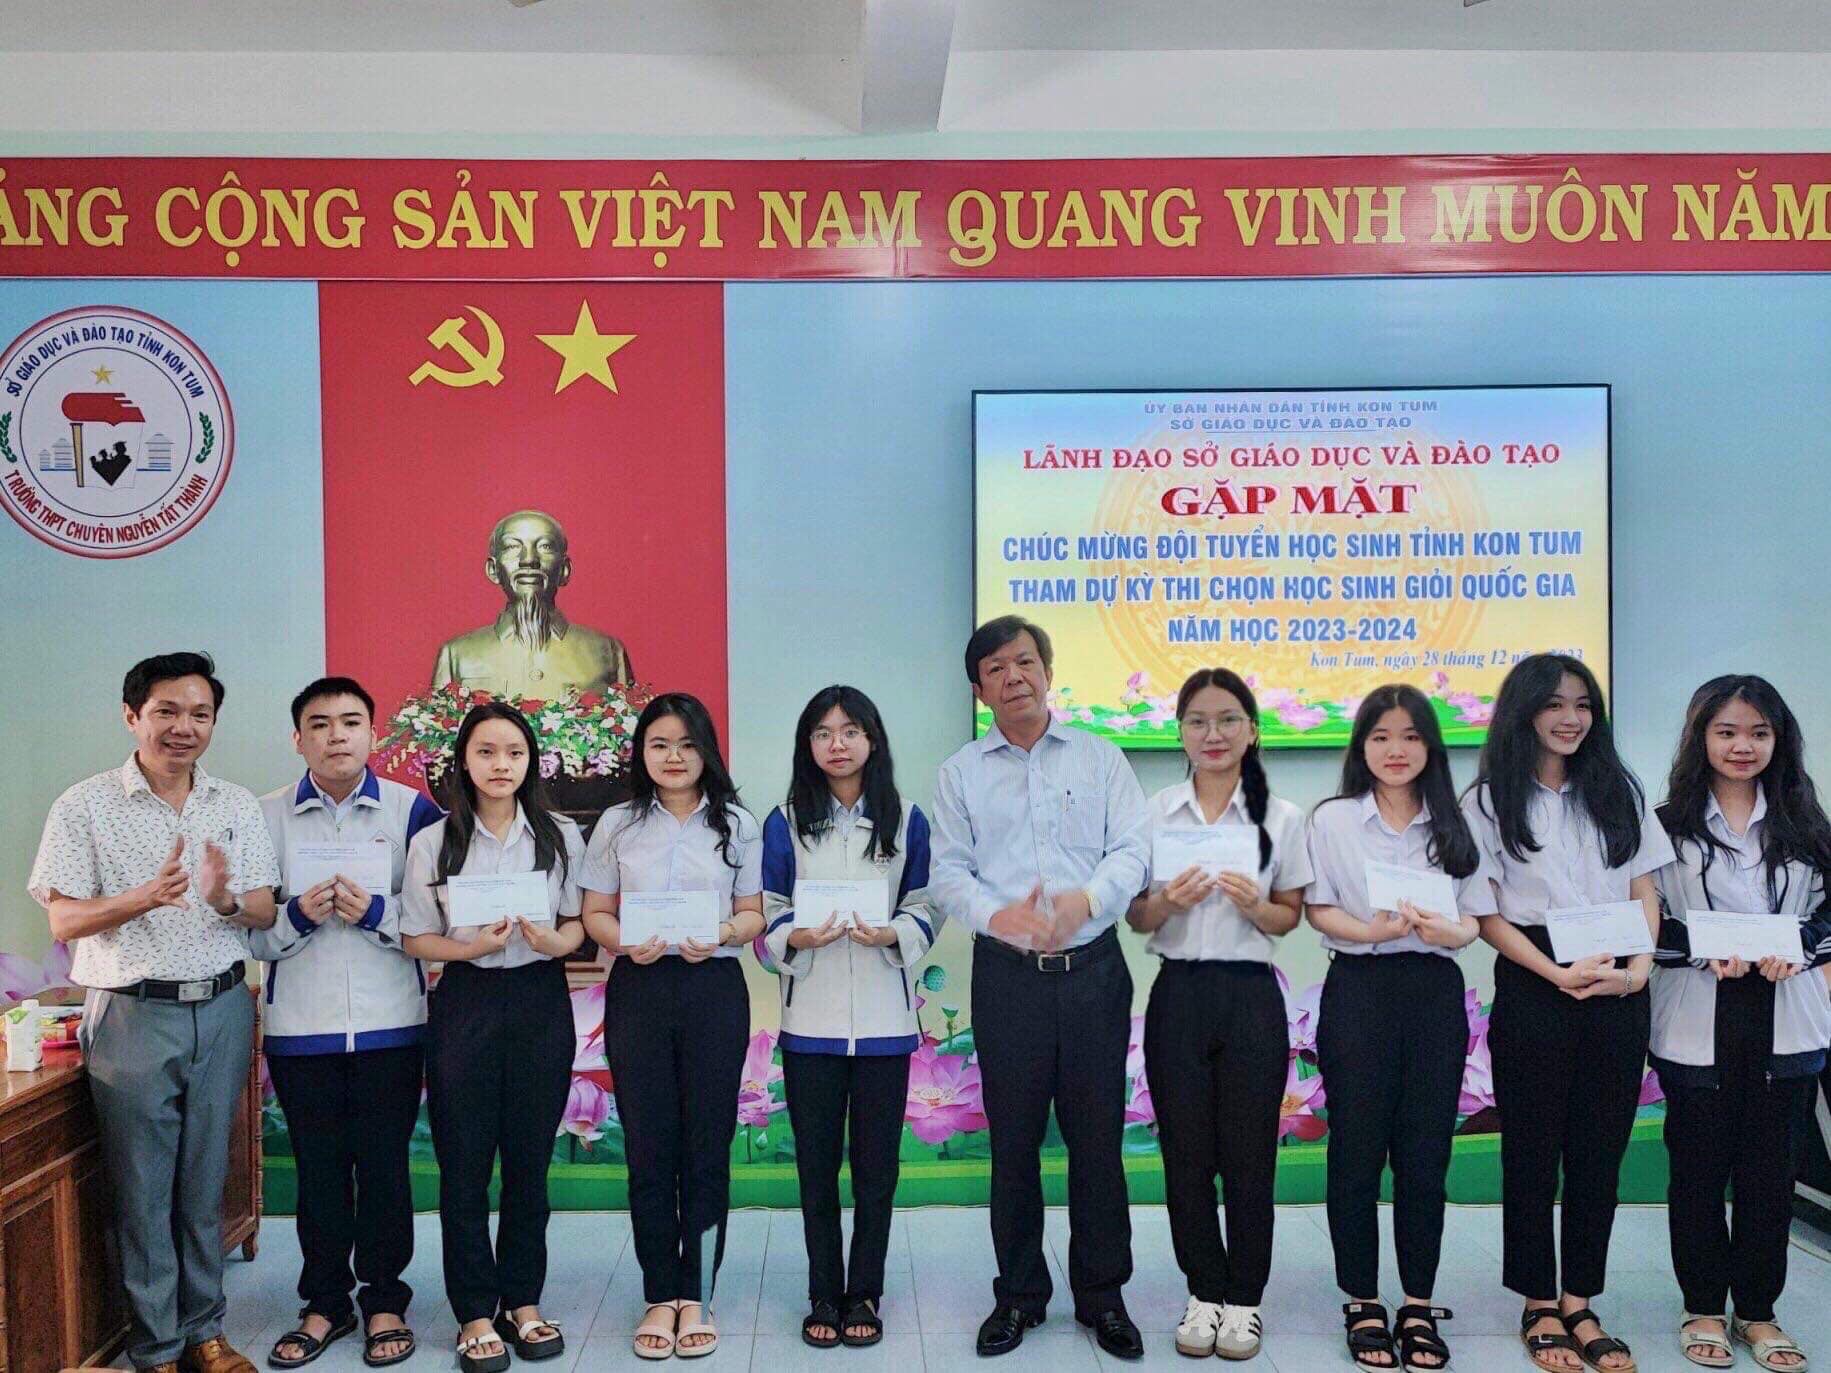 ẢNG CỘNG SẢN VIỆT NAM QUANG VINH MUÔN NĂM
SỞ GIÁO DỤC VÀ ĐÀO TẠO TỈNH KON TUM
TRƯỜNG THPT CHUYÊN NGUYỄN TẤT THÀNH
ỦY BAN NHÂN DÂN TỈNH KON TUM
SỞ GIÁO DỤC VÀ ĐÀO TẠO
LÃNH ĐẠO SỞ GIÁO DỤC VÀ ĐÀO TẠO
GẶP MẶT
CHÚC MỪNG ĐỘI TUYỂN HỌC SINH TỈNH KON TUM
THAM DỰ KỲ THI CHỌN HỌC SINH GIỎI QUỐC GIA
NĂM HỌC 2023-2024
Kon Tum, ngày 28 tháng 12 năm 2023